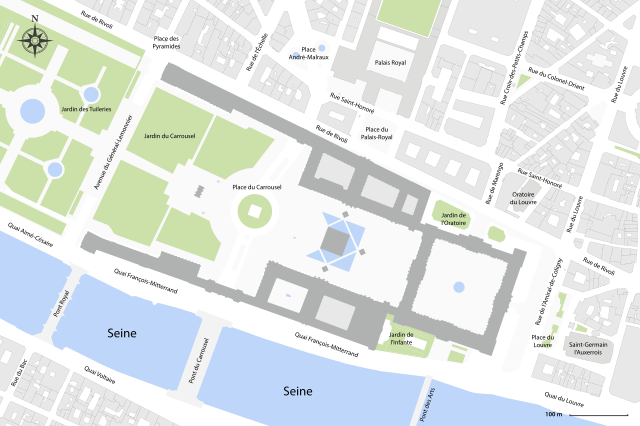 Rue de Rivoli
N
Place des
Pyramides
Rue de l'Échelle
Place
André-Malraux
Palais Royal
Rue Croix-des-Petits-Champs
Rue du Colonel-Driant
Rue du Louvre
Jardin des Tuileries
Avenue du Général-Lemonnier
Jardin du Carrousel
Rue Saint-Honoré
Rue de Rivoli
Place du
Palais-Royal
Rue de Marengo
Rue Saint-Honoré
Oratoire
du Louvre
Rue du Louvre
Place du Carrousel
Jardin de
l'Oratoire
Quai Aimé-Césaire
Quai François-Mitterrand
Rue de l'Amiral-de-Coligny
Rue de Rivoli
Pont Royal
Seine
Pont du Carrousel
Quai François-Mitterrand
Jardin de
l'Infante
Place du
Louvre
Saint-Germain
l'Auxerrois
Rue du Bac
Quai Voltaire
Seine
Pont des Arts
Quai du Louvre
100 m